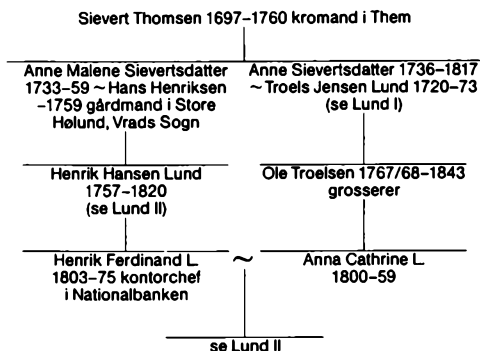 Sievert Thomsen 1697–1760 kromand i Them
Anne Malene Sievertsdatter
1733–59 ~ Hans Henriksen
-1759 gårdmand i Store
Hølund, Vrads Sogn
Anne Sievertsdatter 1736–1817
~ Troels Jensen Lund 1720–73
(se Lund I)
Henrik Hansen Lund
1757–1820
(se Lund II)
Ole Troelsen 1767/68–1843
grosserer
Henrik Ferdinand L.
1803–75 kontorchef
i Nationalbanken
~
Anna Cathrine L.
1800–59
se Lund II